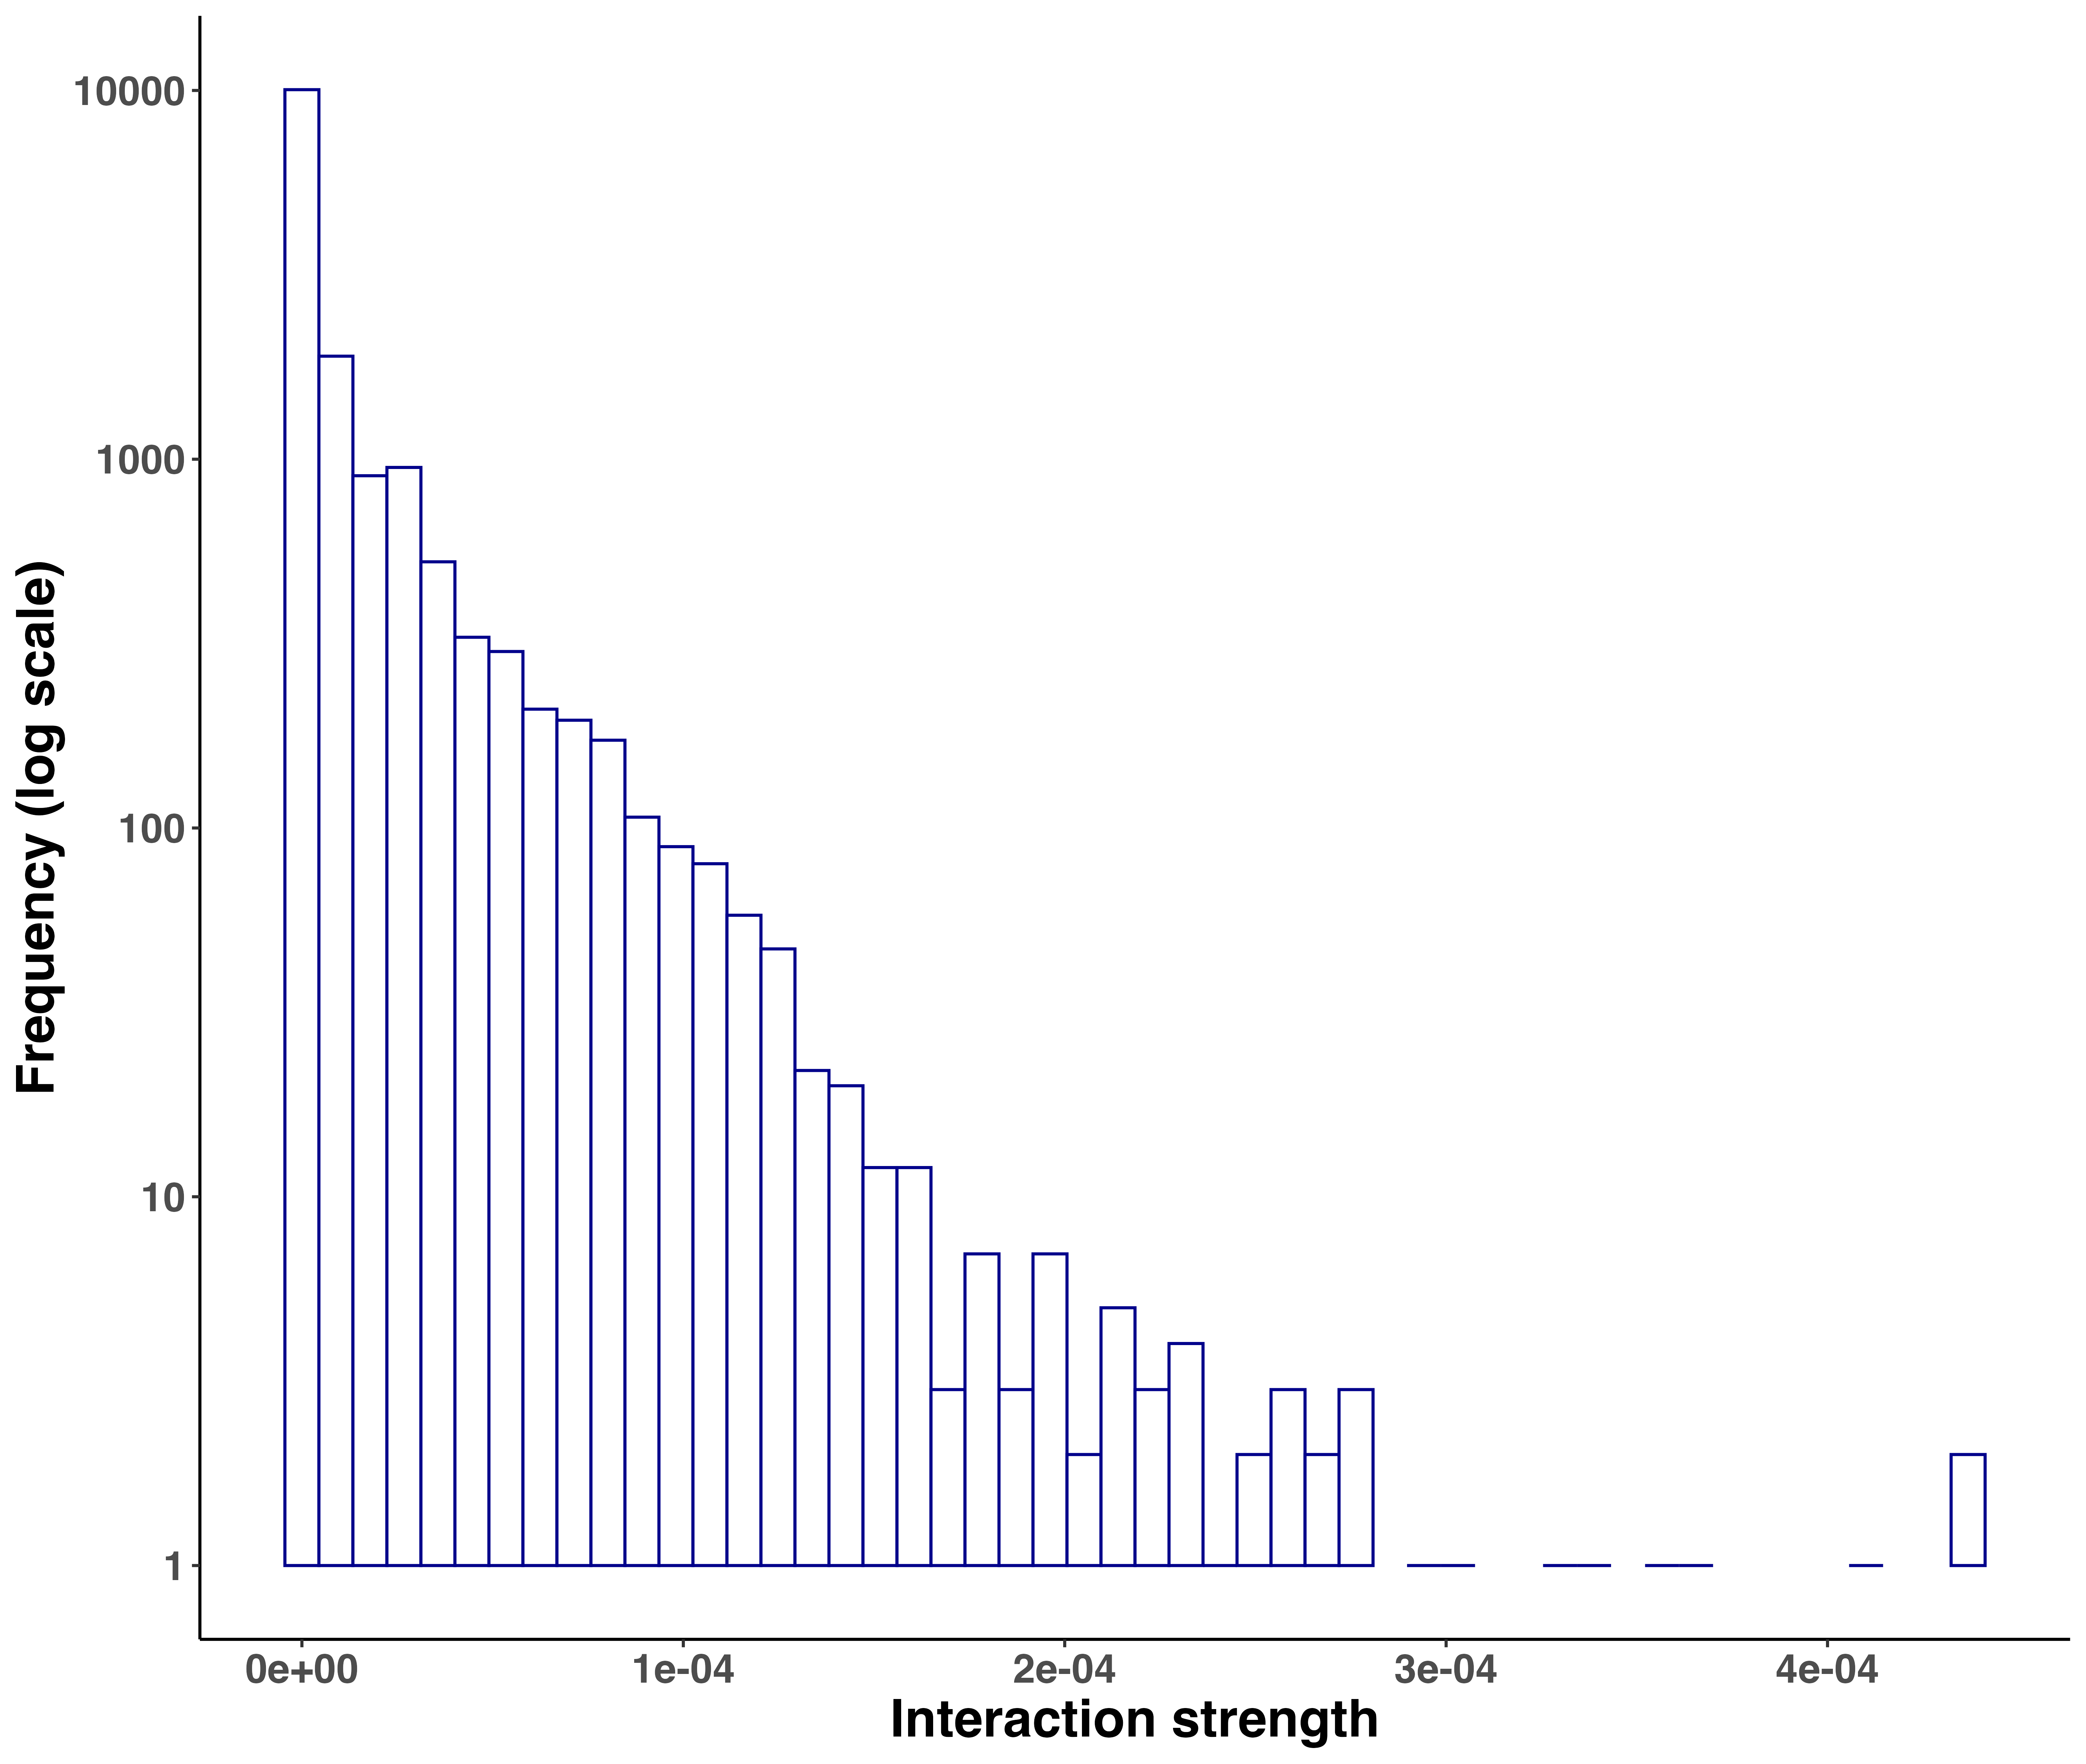 Frequency (log scale)
10000
1000
100
10
1
0e+00 1e-04 2e-04 3e-04 4e-04
Interaction strength